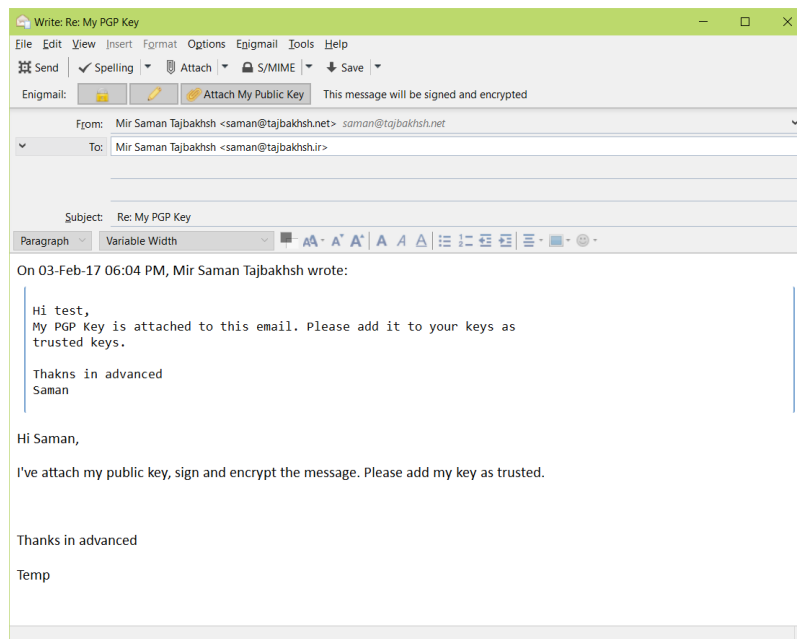 Write: Re: My PGP Key
File Edit View Insert Format Options Enigmail Tools Help
Send Spelling Attach S/MIME Save
Enigmail: Attach My Public Key This message will be signed and encrypted
From: Mir Saman Tajbakhsh <saman@tajbakhsh.net> saman@tajbakhsh.net
To: Mir Saman Tajbakhsh <saman@tajbakhsh.ir>
Subject: Re: My PGP Key
Paragraph Variable Width
On 03-Feb-17 06:04 PM, Mir Saman Tajbakhsh wrote:
Hi test,
My PGP Key is attached to this email. Please add it to your keys as
trusted keys.
Thakns in advanced
Saman
Hi Saman,
I've attach my public key, sign and encrypt the message. Please add my key as trusted.
Thanks in advanced
Temp